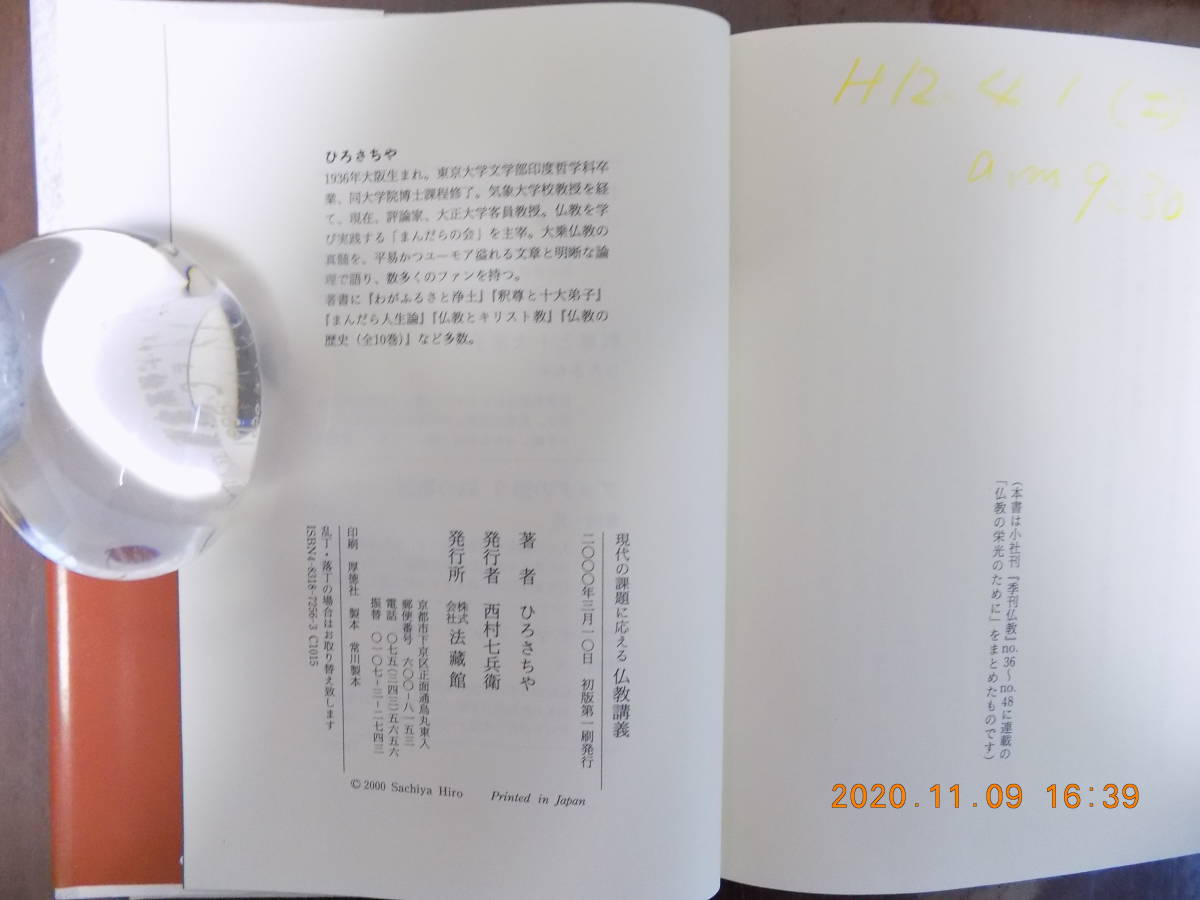 H12.4.1(土)
a.m 9.30
(本書は小社刊『季刊仏教』no.36〜no.48に連載の
「仏教の栄光のために」をまとめたものです)
ひろさちや
1936年大阪生まれ。東京大学文学部印度哲学科卒
業、同大学院博士課程修了。気象大学校教授を経
て、現在、評論家、大正大学客員教授。仏教を学
び実践する「まんだらの会」を主宰。大乗仏教の
真髄を、平易かつユーモア溢れる文章と明晰な論
理で語り、数多くのファンを持つ。
著書に『わがふるさと浄土』『釈尊と十大弟子』
『まんだら人生論』『仏教とキリスト教』『仏教の
歴史(全10巻)』など多数。
現代の課題に応える 仏教講義
二〇〇〇年三月一〇日 初版第一刷発行
著者 ひろさちや
発行者 西村七兵衛
発行所 株式会社 法藏館
京都市下京区正面通烏丸東入
郵便番号 六〇〇-八一五三
電話 〇七五(三四三)五六五六
振替 〇一〇七-三-二七四三
印刷 厚徳社 製本 常川製本
乱丁・落丁の場合はお取り替え致します
ISBN4-8318-7256-3 C1015
© 2000 Sachiya Hiro Printed in Japan
2020.11.09 16:39